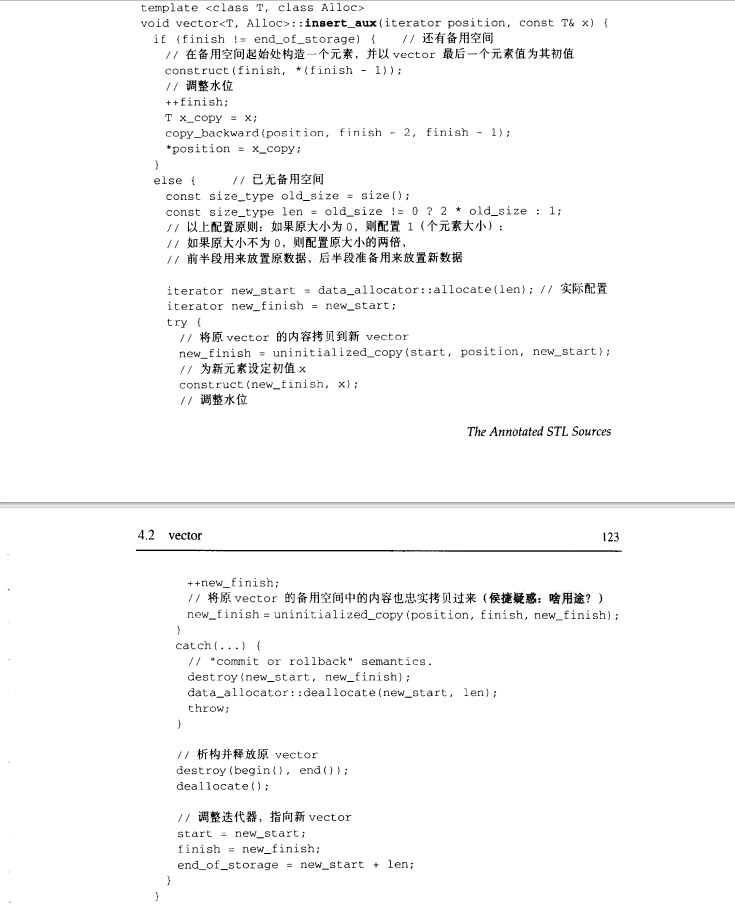 template <class T, class Alloc>
void vector<T, Alloc>::insert_aux(iterator position, const T& x) {
if (finish != end_of_storage) { // 还有备用空间
// 在备用空间起始处构造一个元素，并以 vector 最后一个元素值为其初值
construct(finish, *(finish - 1));
// 调整水位
++finish;
T x_copy = x;
copy_backward(position, finish - 2, finish - 1);
*position = x_copy;
}
else { // 已无备用空间
const size_type old_size = size();
const size_type len = old_size != 0 ? 2 * old_size : 1;
// 以上配置原则：如果原大小为 0，则配置 1（个元素大小）；
// 如果原大小不为 0，则配置原大小的两倍，
// 前半段用来放置原数据，后半段准备用来放置新数据
iterator new_start = data_allocator::allocate(len); // 实际配置
iterator new_finish = new_start;
try {
// 将原 vector 的内容拷贝到新 vector
new_finish = uninitialized_copy(start, position, new_start);
// 为新元素设定初值 x
construct(new_finish, x);
// 调整水位
The Annotated STL Sources
4.2 vector 123
++new_finish;
// 将原 vector 的备用空间中的内容也忠实拷贝过来（侯捷疑惑：啥用途？）
new_finish = uninitialized_copy(position, finish, new_finish);
}
catch(...) {
// "commit or rollback" semantics.
destroy(new_start, new_finish);
data_allocator::deallocate(new_start, len);
throw;
}
// 析构并释放原 vector
destroy(begin(), end());
deallocate();
// 调整迭代器，指向新 vector
start = new_start;
finish = new_finish;
end_of_storage = new_start + len;
}
}